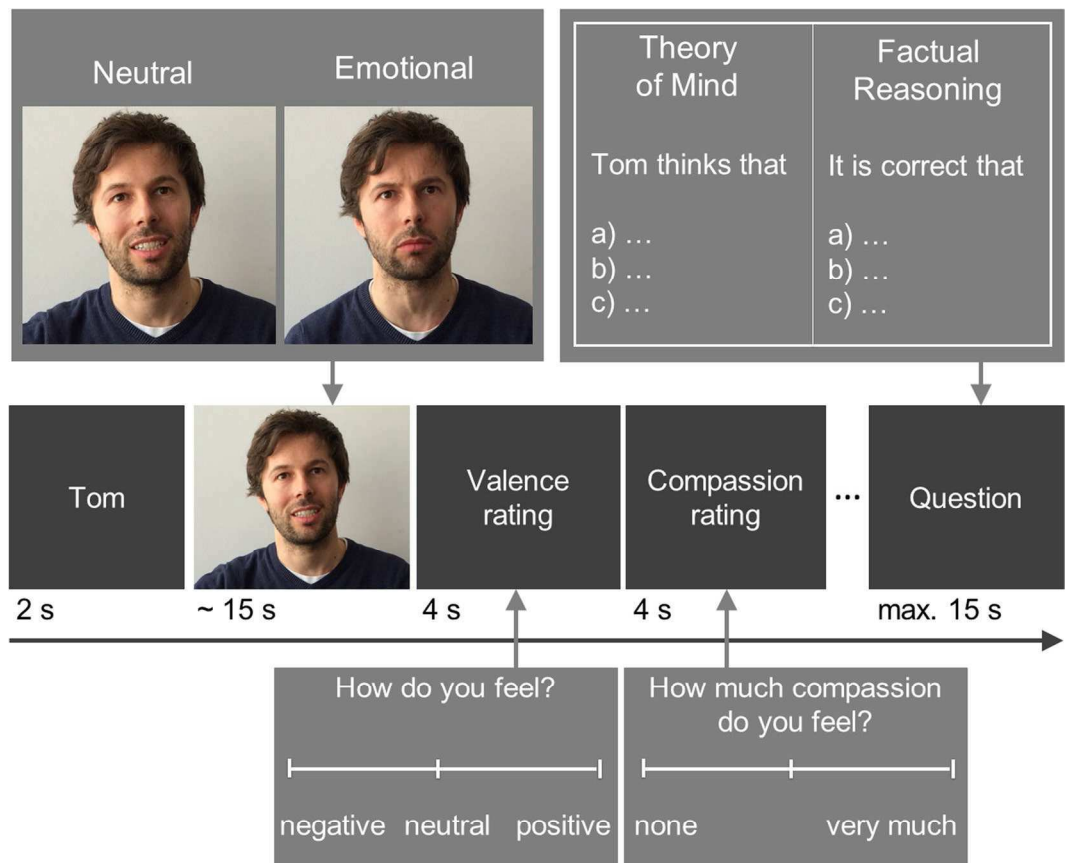 Neutral
Emotional
Theory
of Mind
Tom thinks that
a) …
b) …
c) …
Factual
Reasoning
It is correct that
a) …
b) …
c) …
Tom
Valence
rating
Compassion
rating
...
Question
2 s
~ 15 s
4 s
4 s
max. 15 s
How do you feel?
negative neutral positive
How much compassion
do you feel?
none very much